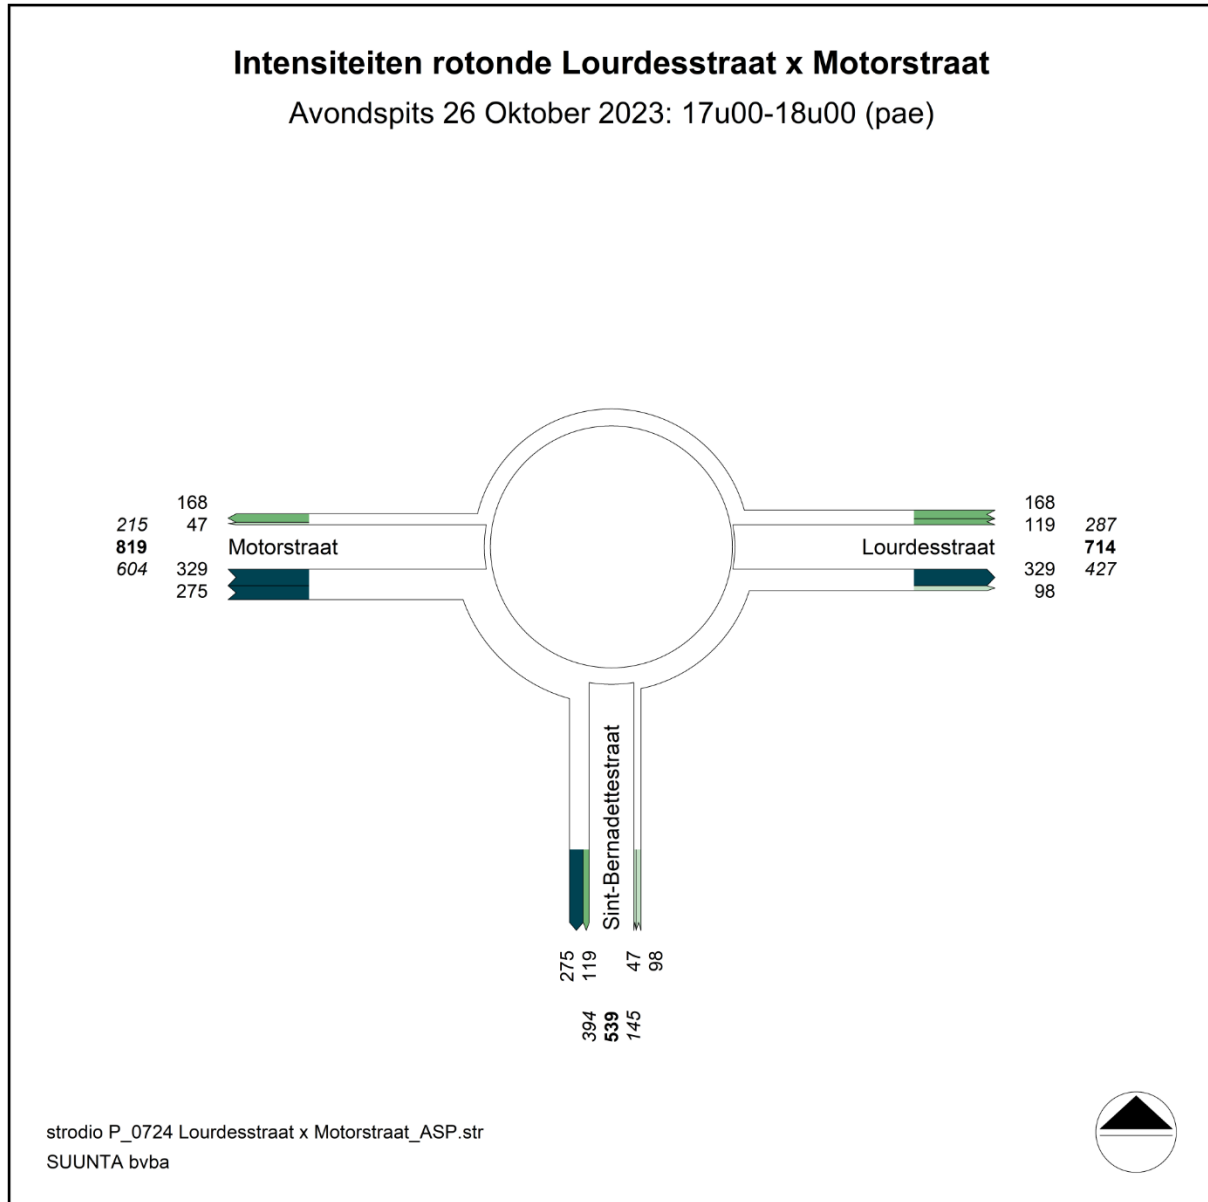 Intensiteiten rotonde Lourdesstraat x Motorstraat
Avondspits 26 Oktober 2023: 17u00-18u00 (pae)
168
215 47
819 Motorstraat
604 329
275
168
119 287
Lourdesstraat 714
329 427
98
Sint-Bernadettestraat
275 119 47 98
394 539 145
strodio P_0724 Lourdesstraat x Motorstraat_ASP.str
SUUNTA bvba